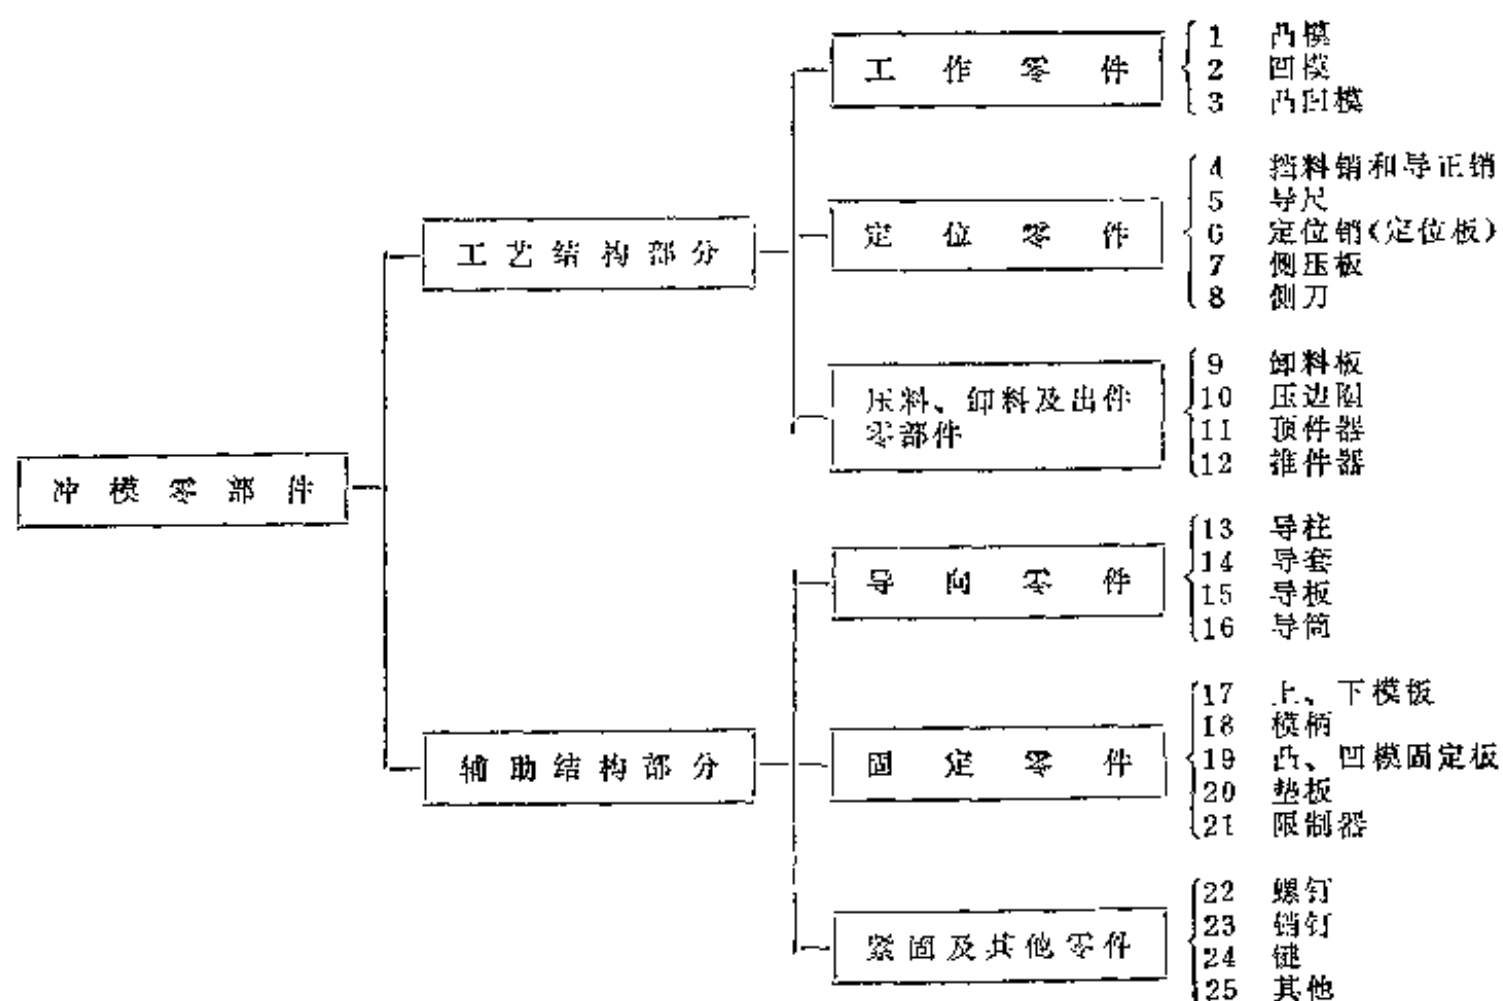 冲模零部件
工艺结构部分
工作零件
1 凸模
2 凹模
3 凸凹模
定位零件
4 挡料销和导正销
5 导尺
6 定位销(定位板)
7 侧压板
8 侧刀
压料、卸料及出件
零部件
9 卸料板
10 压边圈
11 顶件器
12 推件器
辅助结构部分
导向零件
13 导柱
14 导套
15 导板
16 导筒
固定零件
17 上、下模板
18 模柄
19 凸、凹模固定板
20 垫板
21 限制器
紧固及其他零件
22 螺钉
23 销钉
24 键
25 其他